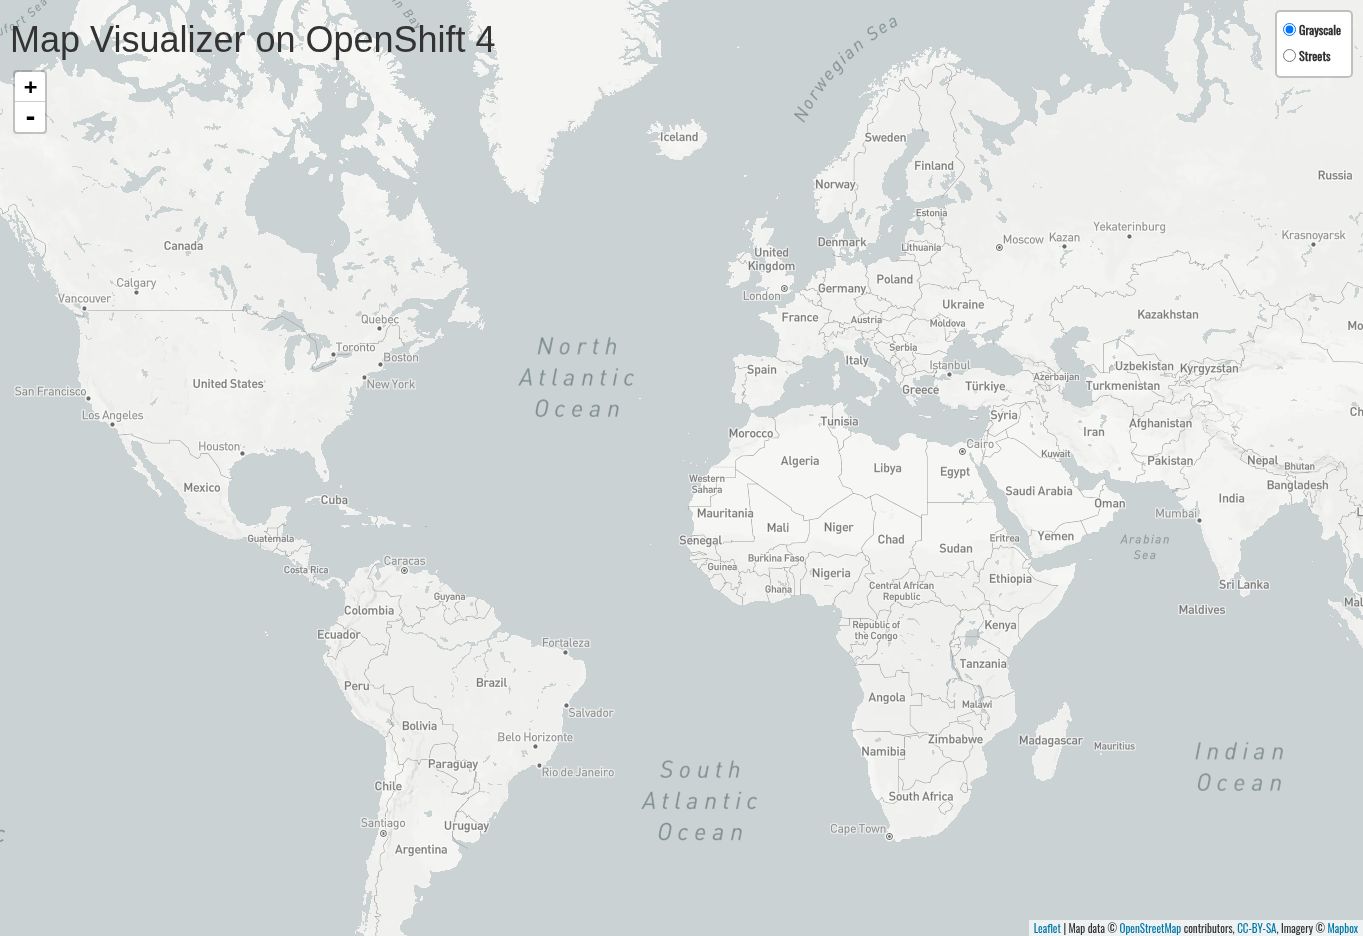 Map Visualizer on OpenShift 4
+
-
Grayscale
Streets
Norwegian Sea
Iceland
Sweden
Finland
Norway
Russia
Estonia
Canada
Denmark
Lithuania
Moscow
Kazan
Yekaterinburg
Krasnoyarsk
United
Kingdom
Poland
Calgary
Germany
London
Vancouver
Ukraine
France
Austria
Moldova
Kazakhstan
Quebec
Toronto
Boston
Serbia
North
Atlantic
Ocean
Italy
Spain
Istanbul
Uzbekistan
Kyrgyzstan
Azerbaijan
United States
New York
San Francisco
Greece
Türkiye
Turkmenistan
Los Angeles
Tunisia
Syria
Afghanistan
Morocco
Iran
Houston
Cairo
Kuwait
Algeria
Libya
Egypt
Pakistan
Nepal
Bhutan
Mexico
Western
Sahara
Saudi Arabia
Bangladesh
India
Cuba
Oman
Mauritania
Mali
Niger
Mumbai
Guatemala
Senegal
Chad
Sudan
Eritrea
Yemen
Arabian
Sea
Caracas
Costa Rica
Guinea
Burkina Faso
Nigeria
Ethiopia
Ghana
Central African
Republic
Sri Lanka
Guyana
Colombia
Maldives
Ecuador
Republic of
the Congo
Kenya
Fortaleza
Tanzania
Peru
Brazil
Angola
Malawi
Salvador
Bolivia
Belo Horizonte
Namibia
Zimbabwe
Madagascar
Mauritius
Indian
Ocean
Paraguay
Rio de Janeiro
Chile
South
Atlantic
Ocean
South Africa
Santiago
Uruguay
Cape Town
Argentina
Leaflet | Map data © OpenStreetMap contributors, CC-BY-SA, Imagery © Mapbox